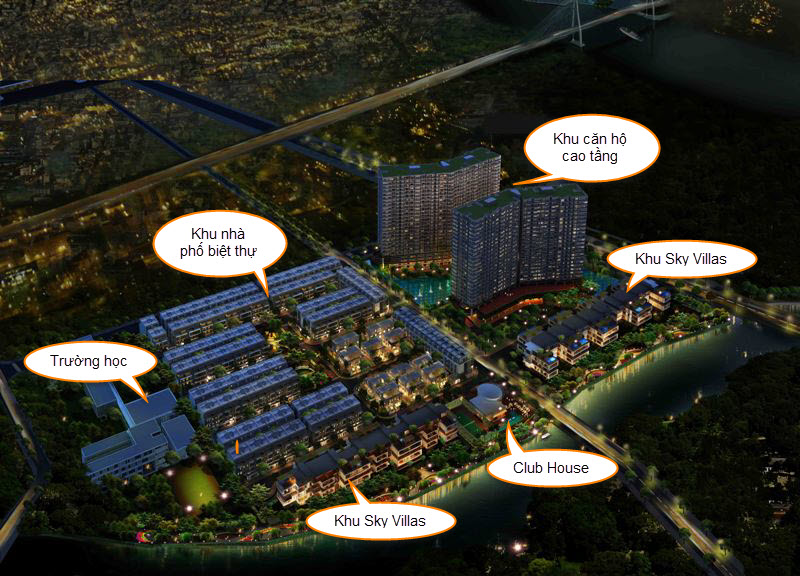 Khu căn hộ
cao tầng
Khu nhà
phố biệt thự
Khu Sky Villas
Trường học
Club House
Khu Sky Villas